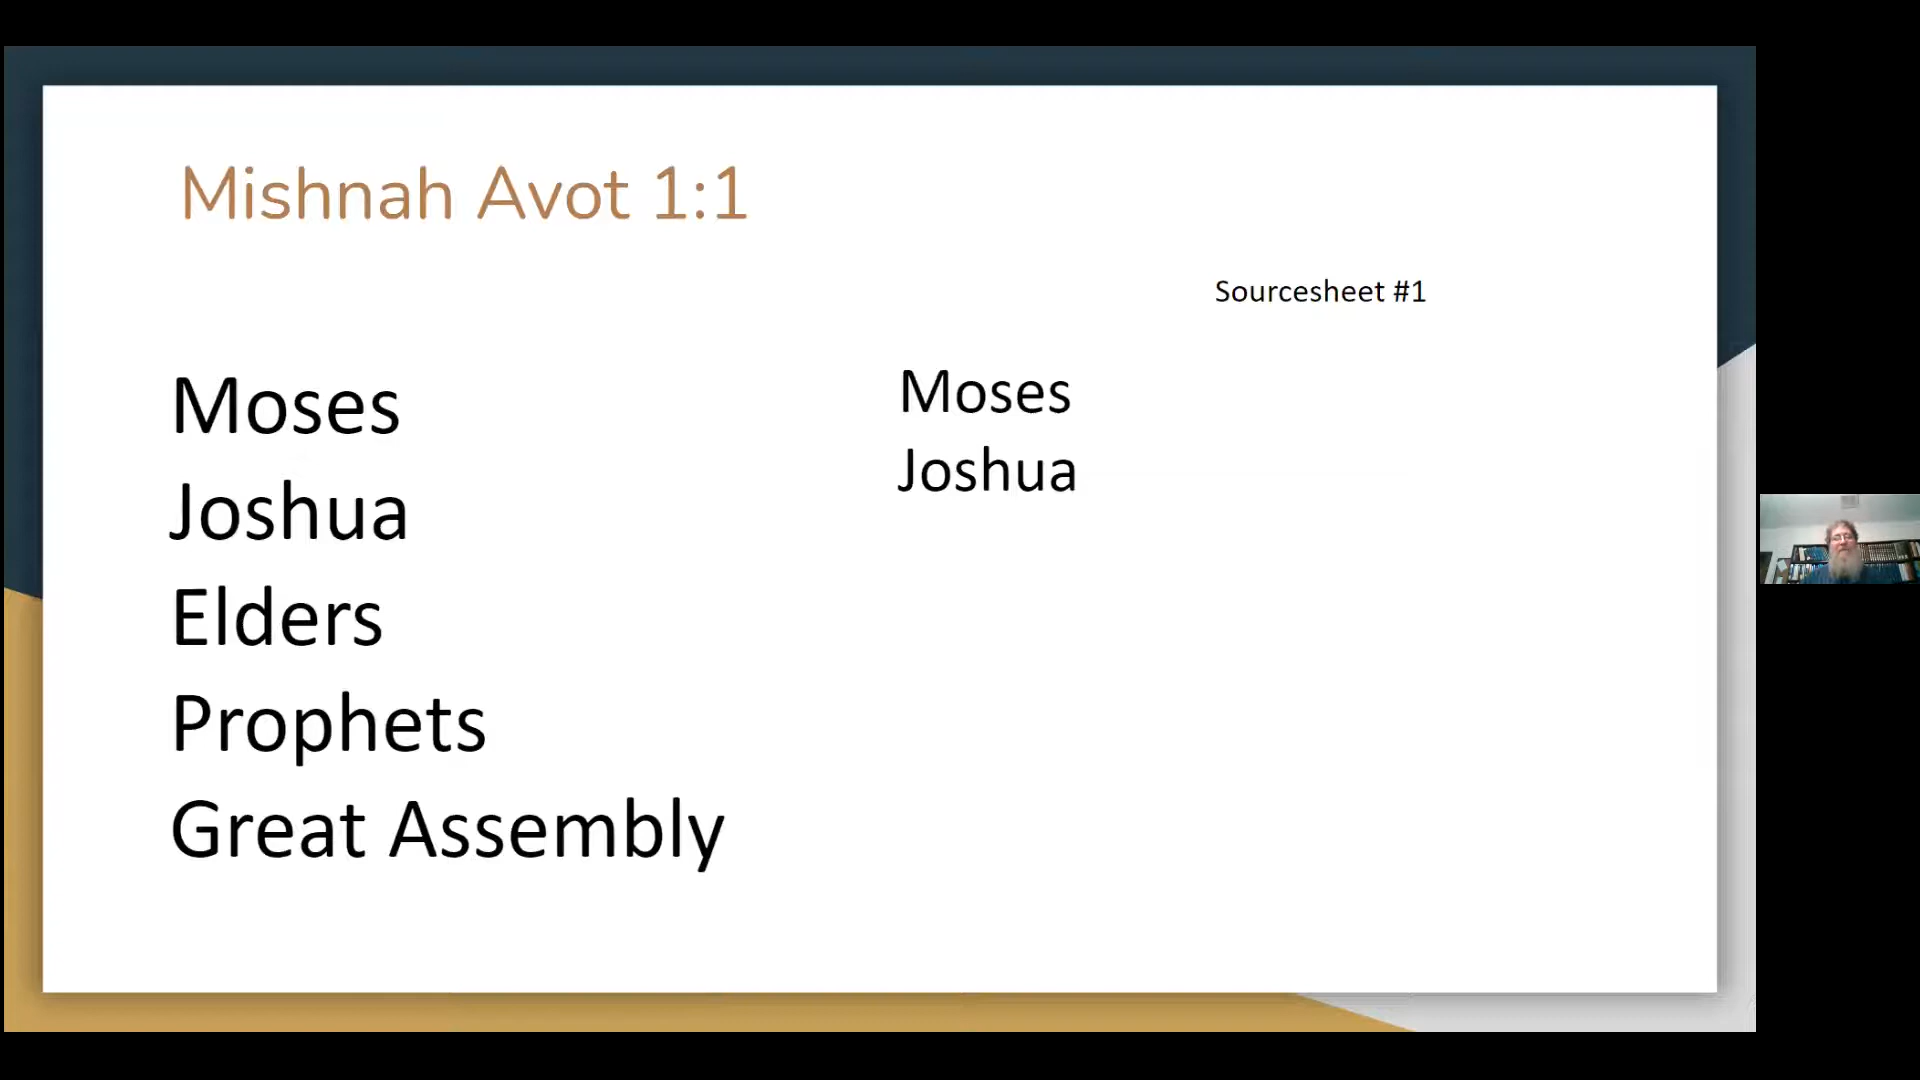 Mishnah Avot 1:1
Sourcesheet #1
Moses
Joshua
Elders
Prophets
Great Assembly
Moses
Joshua